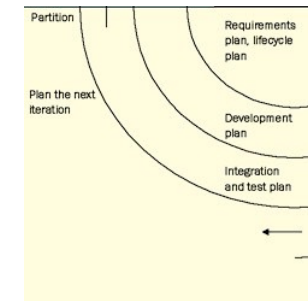 Partition
Requirements
plan, lifecycle
plan
Plan the next
iteration
Development
plan
Integration
and test plan